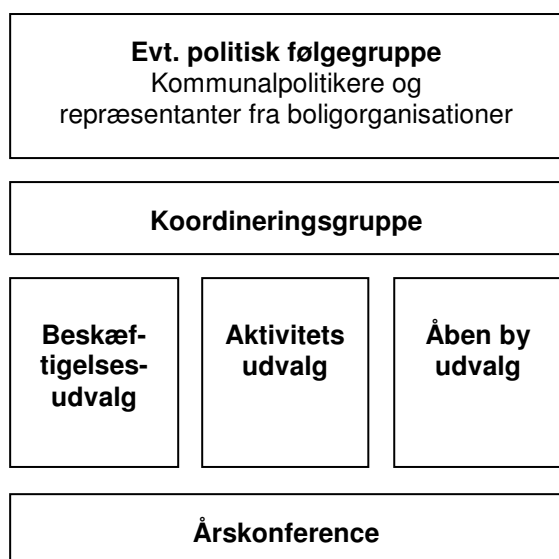 Evt. politisk følgegruppe
Kommunalpolitikere og
repræsentanter fra boligorganisationer
Koordineringsgruppe
Beskæf-
tigelses-
udvalg
Aktivitets
udvalg
Åben by
udvalg
Årskonference